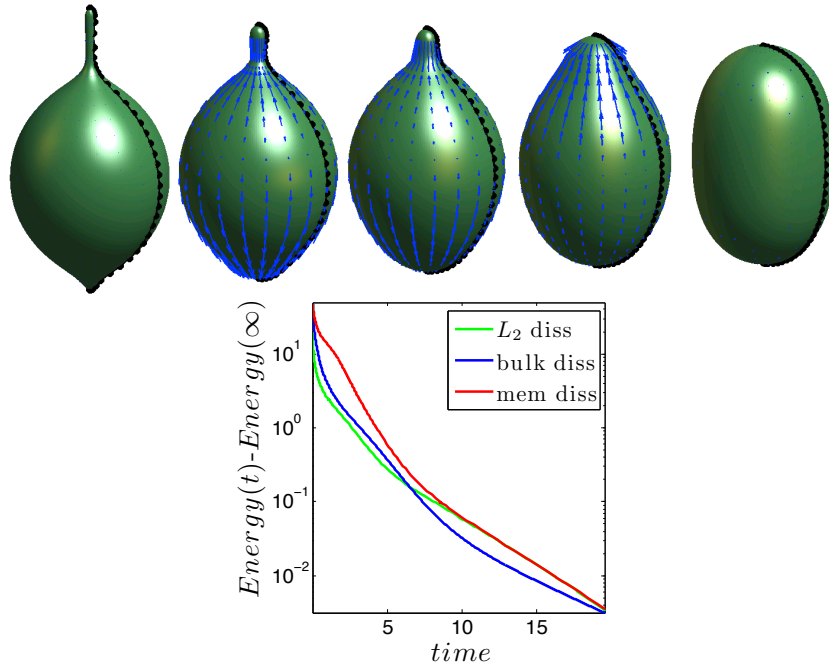 Energy(t)-Energy(∞)
10^1
10^0
10^-1
10^-2
L_2 diss
bulk diss
mem diss
5
10
15
time